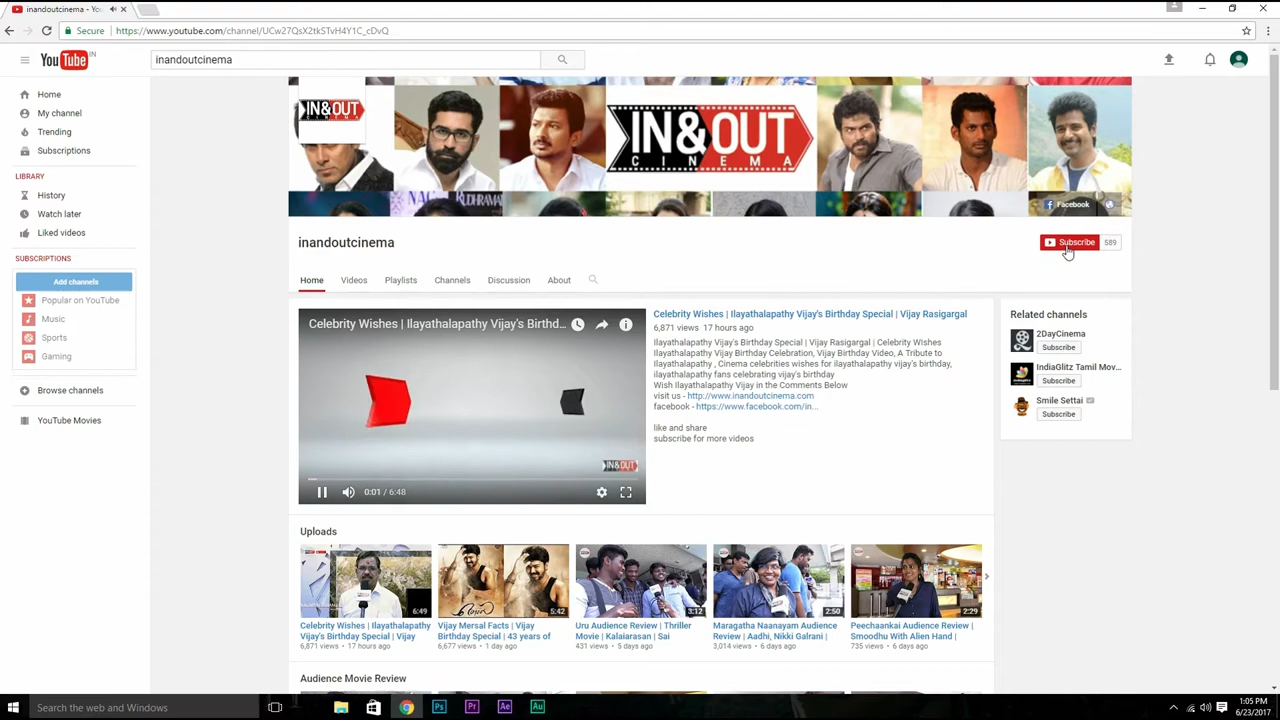 inandoutcinema - You
Secure
https://www.youtube.com/channel/UCw27QsX2tkSTvH4Y1C_cDvQ
YouTube IN
inandoutcinema
Home
My channel
Trending
Subscriptions
LIBRARY
History
Watch later
Liked videos
SUBSCRIPTIONS
Add channels
Popular on YouTube
Music
Sports
Gaming
Browse channels
YouTube Movies
IN&OUT
CINEMA
IN&OUT
CINEMA
RUDHRAMA
Facebook
inandoutcinema
Subscribe 589
Home Videos Playlists Channels Discussion About
Celebrity Wishes | Ilayathalapathy Vijay's Birthd...
IN&OUT
0:01 / 6:48
Celebrity Wishes | Ilayathalapathy Vijay's Birthday Special | Vijay Rasigargal
6,871 views 17 hours ago
Ilayathalapathy Vijay's Birthday Special | Vijay Rasigargal | Celebrity WIshes
Ilayathalapathy Vijay Birthday Celebration, Vijay Birthday Video, A Tribute to
Ilayathalapathy , Cinema celebrities wishes for ilayathalapathy vijay's birthday,
ilayathalapathy fans celebrating vijay's birthday
Wish Ilayathalapathy Vijay in the Comments Below
visit us - http://www.inandoutcinema.com
facebook - https://www.facebook.com/in...
like and share
subscribe for more videos
Related channels
2DayCinema
Subscribe
IndiaGlitz Tamil Mov...
Subscribe
Smile Settai
Subscribe
Uploads
6:49
Celebrity Wishes | Ilayathalapathy
Vijay's Birthday Special | Vijay
6,871 views • 17 hours ago
5:42
Vijay Mersal Facts | Vijay
Birthday Special | 43 years of
6,677 views • 1 day ago
3:12
Uru Audience Review | Thriller
Movie | Kalaiarasan | Sai
431 views • 5 days ago
2:50
Maragatha Naanayam Audience
Review | Aadhi, Nikki Galrani |
3,014 views • 6 days ago
2:29
Peechaankai Audience Review |
Smoodhu With Alien Hand |
735 views • 6 days ago
Audience Movie Review
Search the web and Windows
Ps
Pr
Ae
Au
1:05 PM
6/23/2017